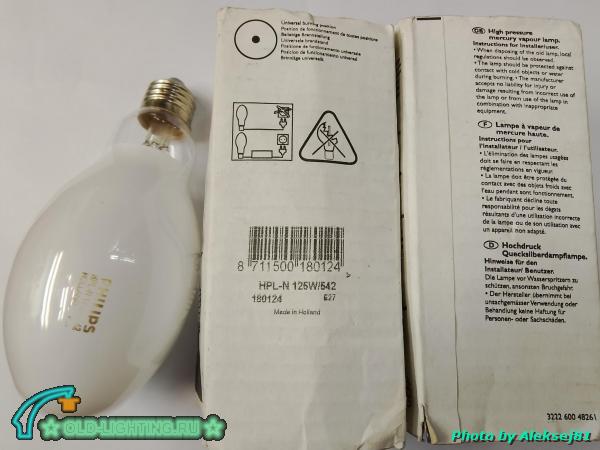 Universal burning position
Position de fonctionnement de toutes positions
Beliebige Brennstellung
Universele brandstand
Posizione di funzionamento universale
Brinnläge universela
8 711500 180124 >
HPL-N 125W/542
180124 E27
Made in Holland
GB High pressure
mercury vapour lamp.
Instructions for Installer/user.
• When disposing of the old lamp, local
regulations should be observed.
• The lamp should be protected against
contact with cold objects or water
during burning. • The manufacturer
accepts no liability for injury or
damage resulting from incorrect use of
the lamp or from use of the lamp in
combination with inappropriate
equipment.
F Lampe à vapeur de
mercure haute.
Instructions pour
l'Installateur / l'utilisateur.
• L'élimination des lampes usagées
doit se faire en respectant les
réglementations en vigueur.
• La lampe doit être protégée du
contact avec des objets froids avec
l'eau pendant sont fonctionnement.
• Le fabricant décline toute
responsabilité pour les dégâts
résultants d'une utilisation incorrecte
de la lampe ou de son utilisation avec
un appareil non adapté.
D Hochdruck
Quecksilberdampflampe.
Hinweise für den
Installateur/ Benutzer.
Die Lampe vor Wasserspritzern zu
schützen, ansonsten Bruchgefahr.
• Der Hersteller übernimmt bei
unsachgemässer Verwendung oder
Behandlung keine Haftung für
Personen- oder Sachschäden.
3222 600 48261
PHILIPS
OLD-LIGHTING.RU
Photo by Aleksej81